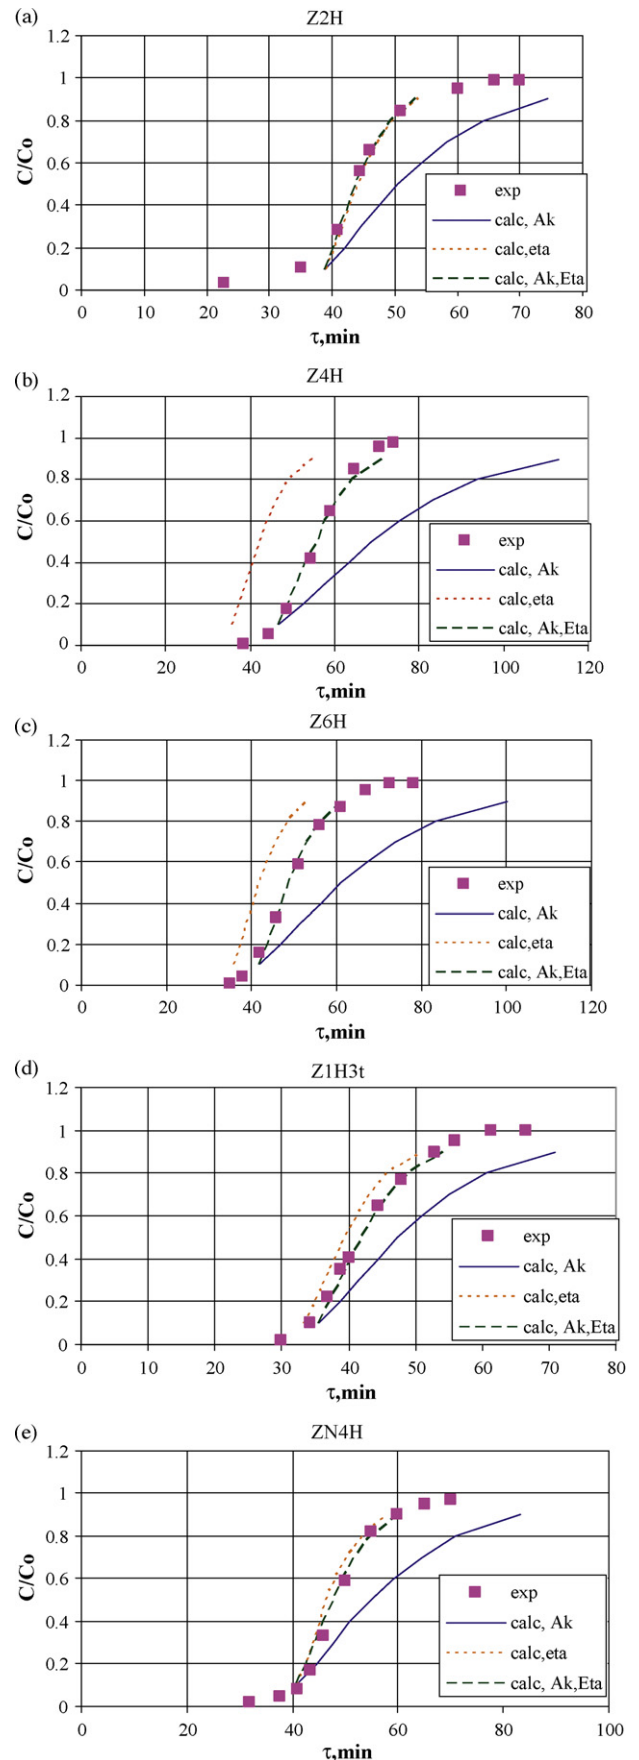 (a)
Z2H
1.2
1
0.8
0.6
0.4
0.2
0
C/Co
exp
calc, Ak
calc,eta
calc, Ak,Eta
0 10 20 30 40 50 60 70 80
τ,min
(b)
Z4H
1.2
1
0.8
0.6
0.4
0.2
0
C/Co
exp
calc, Ak
calc,eta
calc, Ak,Eta
0 20 40 60 80 100 120
τ,min
(c)
Z6H
1.2
1
0.8
0.6
0.4
0.2
0
C/Co
exp
calc, Ak
calc,eta
calc, Ak,Eta
0 20 40 60 80 100 120
τ,min
(d)
Z1H3t
1.2
1
0.8
0.6
0.4
0.2
0
C/Co
exp
calc, Ak
calc,eta
calc, Ak,Eta
0 10 20 30 40 50 60 70 80
τ,min
(e)
ZN4H
1.2
1
0.8
0.6
0.4
0.2
0
C/Co
exp
calc, Ak
calc,eta
calc, Ak,Eta
0 20 40 60 80 100
τ,min